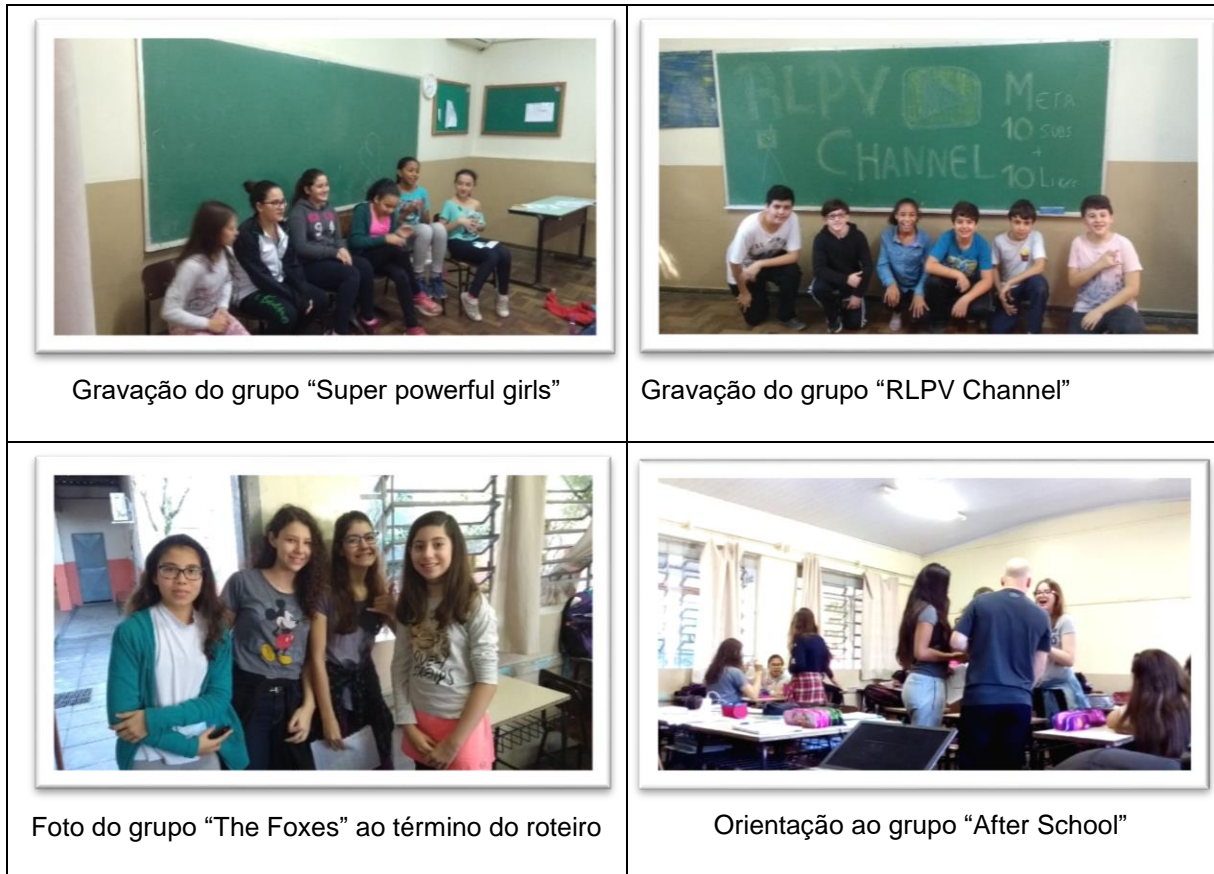 RLPV
CHANNEL
META
10 SUBS
+
10 LIKES
Gravação do grupo “Super powerful girls”
Gravação do grupo “RLPV Channel”
MICKEY
Foto do grupo “The Foxes” ao término do roteiro
Orientação ao grupo “After School”